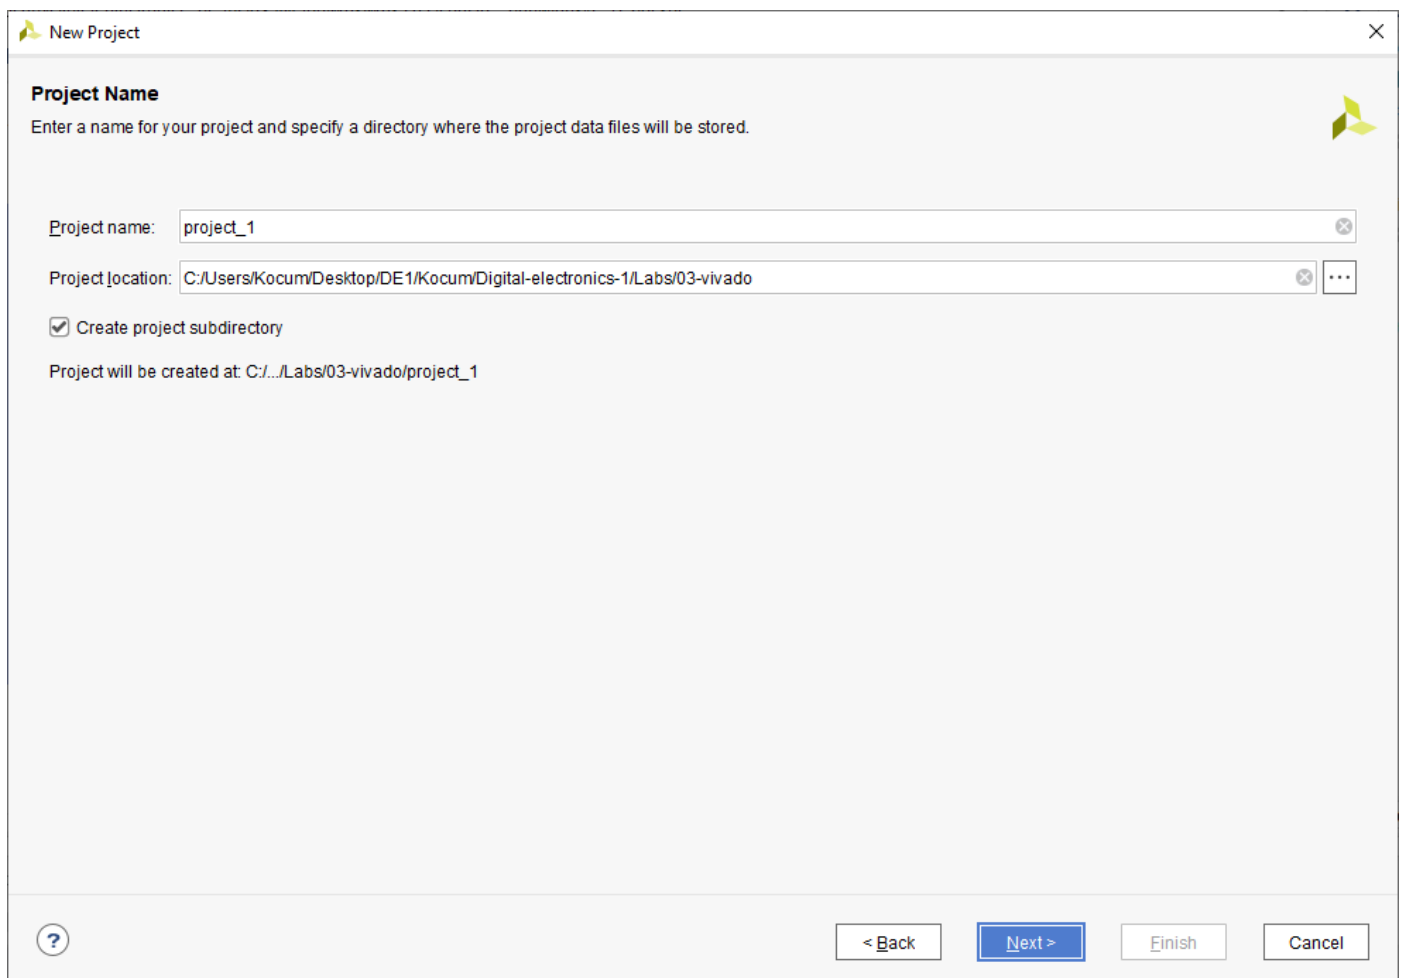 New Project
Project Name
Enter a name for your project and specify a directory where the project data files will be stored.
Project name: project_1
Project location: C:/Users/Kocum/Desktop/DE1/Kocum/Digital-electronics-1/Labs/03-vivado ...
Create project subdirectory
Project will be created at: C:/.../Labs/03-vivado/project_1
? < Back Next > Finish Cancel